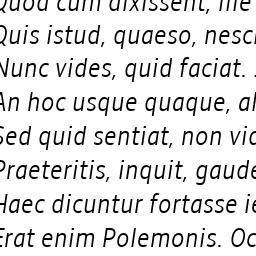 Quod cum dixissent, ille
Quis istud, quaeso, nesci
Nunc vides, quid faciat.
An hoc usque quaque, al
Sed quid sentiat, non vid
Praeteritis, inquit, gaude
Haec dicuntur fortasse ie
Erat enim Polemonis. Oc